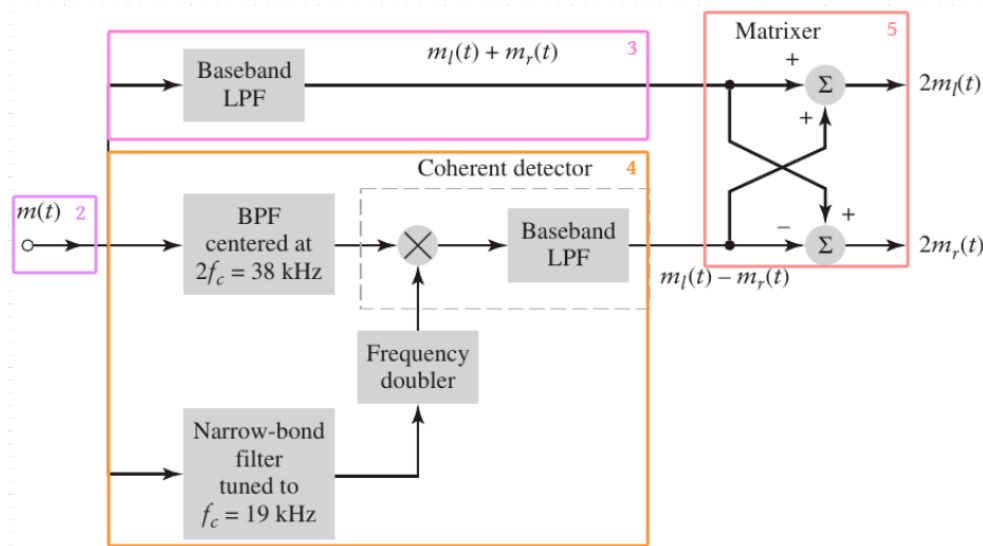 Matrixer
5
m_l(t) + m_r(t)
3
Baseband
LPF
+
Σ
2m_l(t)
+
Coherent detector
4
m(t)
2
BPF
centered at
2f_c = 38 kHz
Baseband
LPF
+
−
Σ
2m_r(t)
m_l(t) − m_r(t)
Frequency
doubler
Narrow-bond
filter
tuned to
f_c = 19 kHz